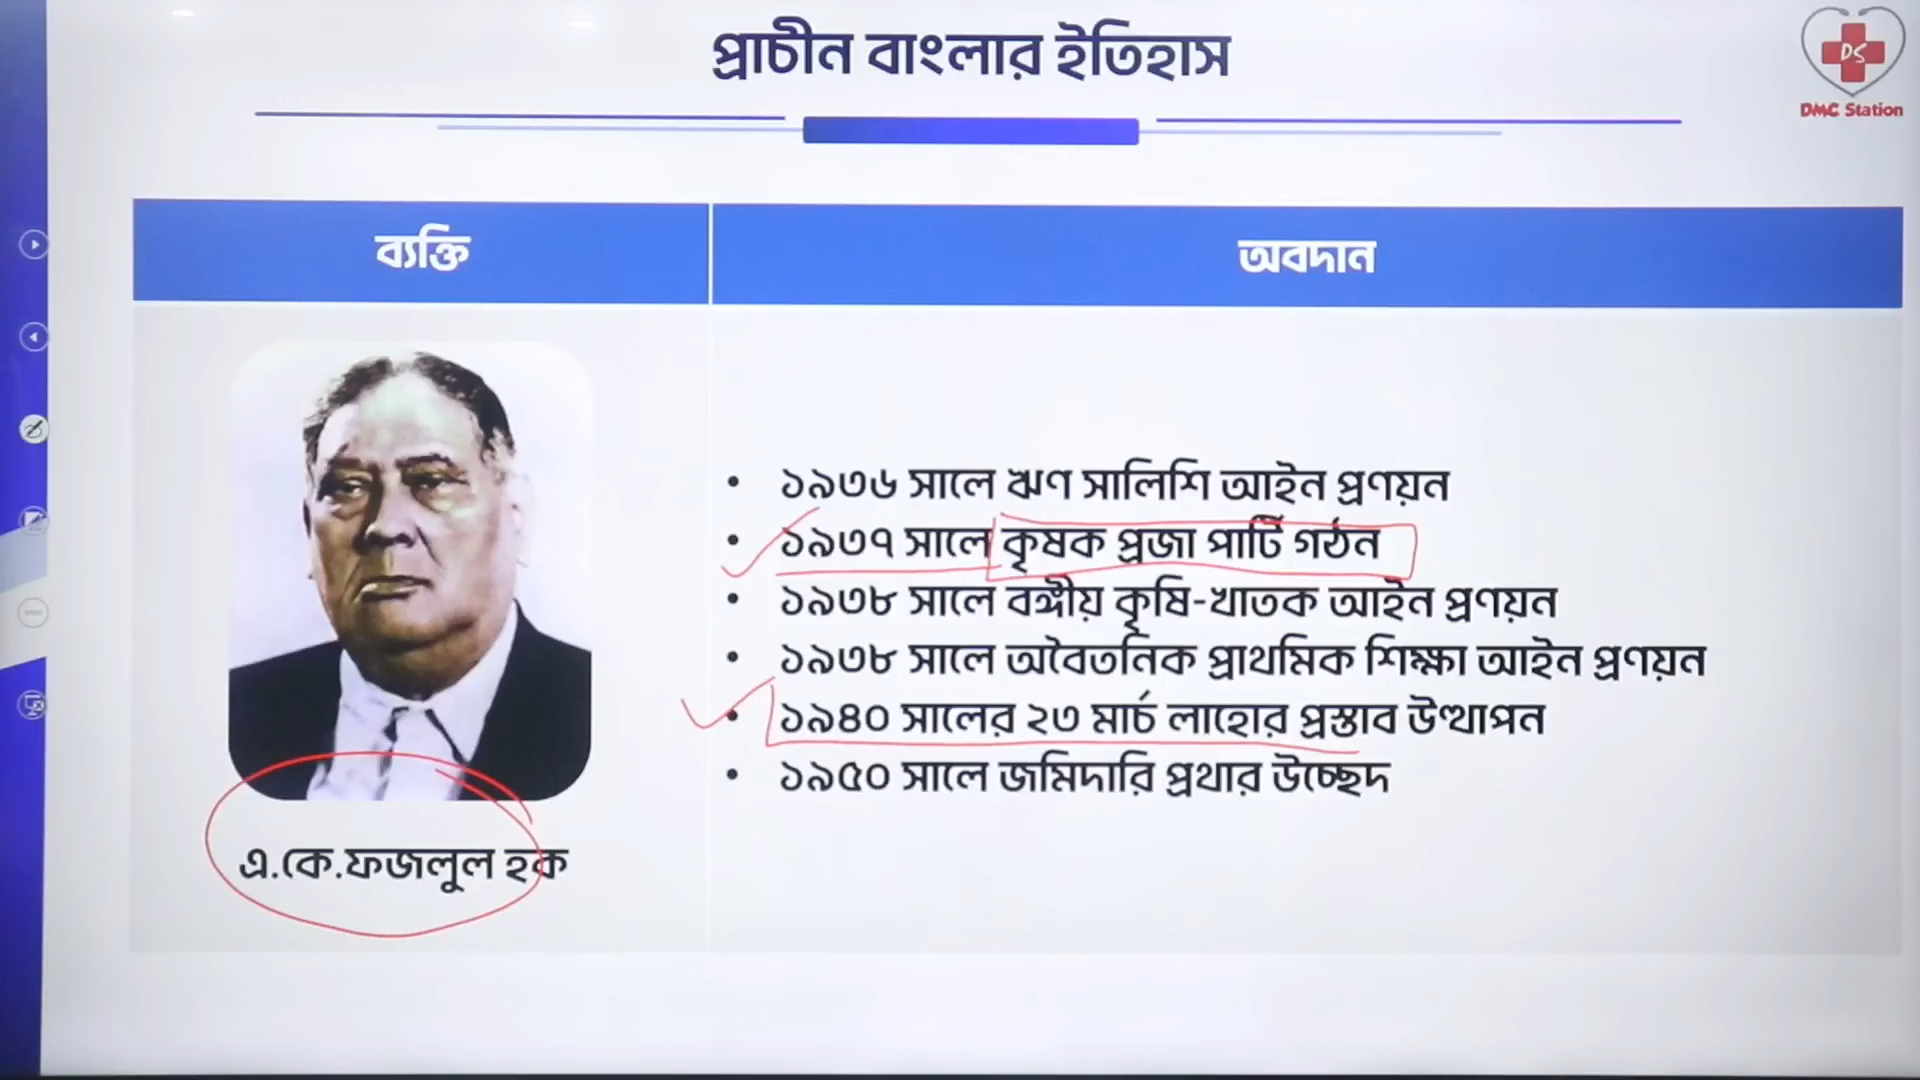 প্রাচীন বাংলার ইতিহাস
DS
DMC Station
ব্যক্তি
অবদান
• ১৯৩৬ সালে ঋণ সালিশি আইন প্রণয়ন
• ১৯৩৭ সালে কৃষক প্রজা পার্টি গঠন
• ১৯৩৮ সালে বঙ্গীয় কৃষি-খাতক আইন প্রণয়ন
• ১৯৩৮ সালে অবৈতনিক প্রাথমিক শিক্ষা আইন প্রণয়ন
• ১৯৪০ সালের ২৩ মার্চ লাহোর প্রস্তাব উত্থাপন
• ১৯৫০ সালে জমিদারি প্রথার উচ্ছেদ
এ.কে.ফজলুল হক